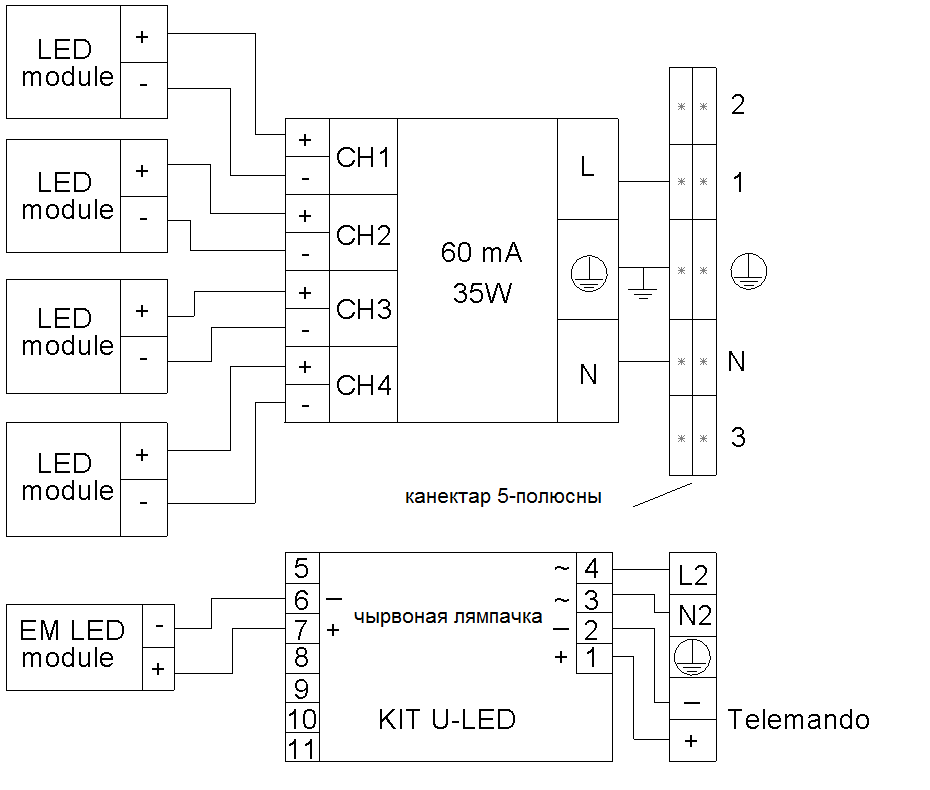 LED
module
+
-
LED
module
+
-
LED
module
+
-
LED
module
+
-
+
-
CH1
+
-
CH2
+
-
CH3
+
-
CH4
60 mA
35W
L
N
2
1
N
3
канектар 5-полюсны
EM LED
module
-
+
5
6 –
7 +
8
9
10
11
чырвоная лямпачка
KIT U-LED
~ 4
~ 3
– 2
+ 1
L2
N2
–
+
Telemando